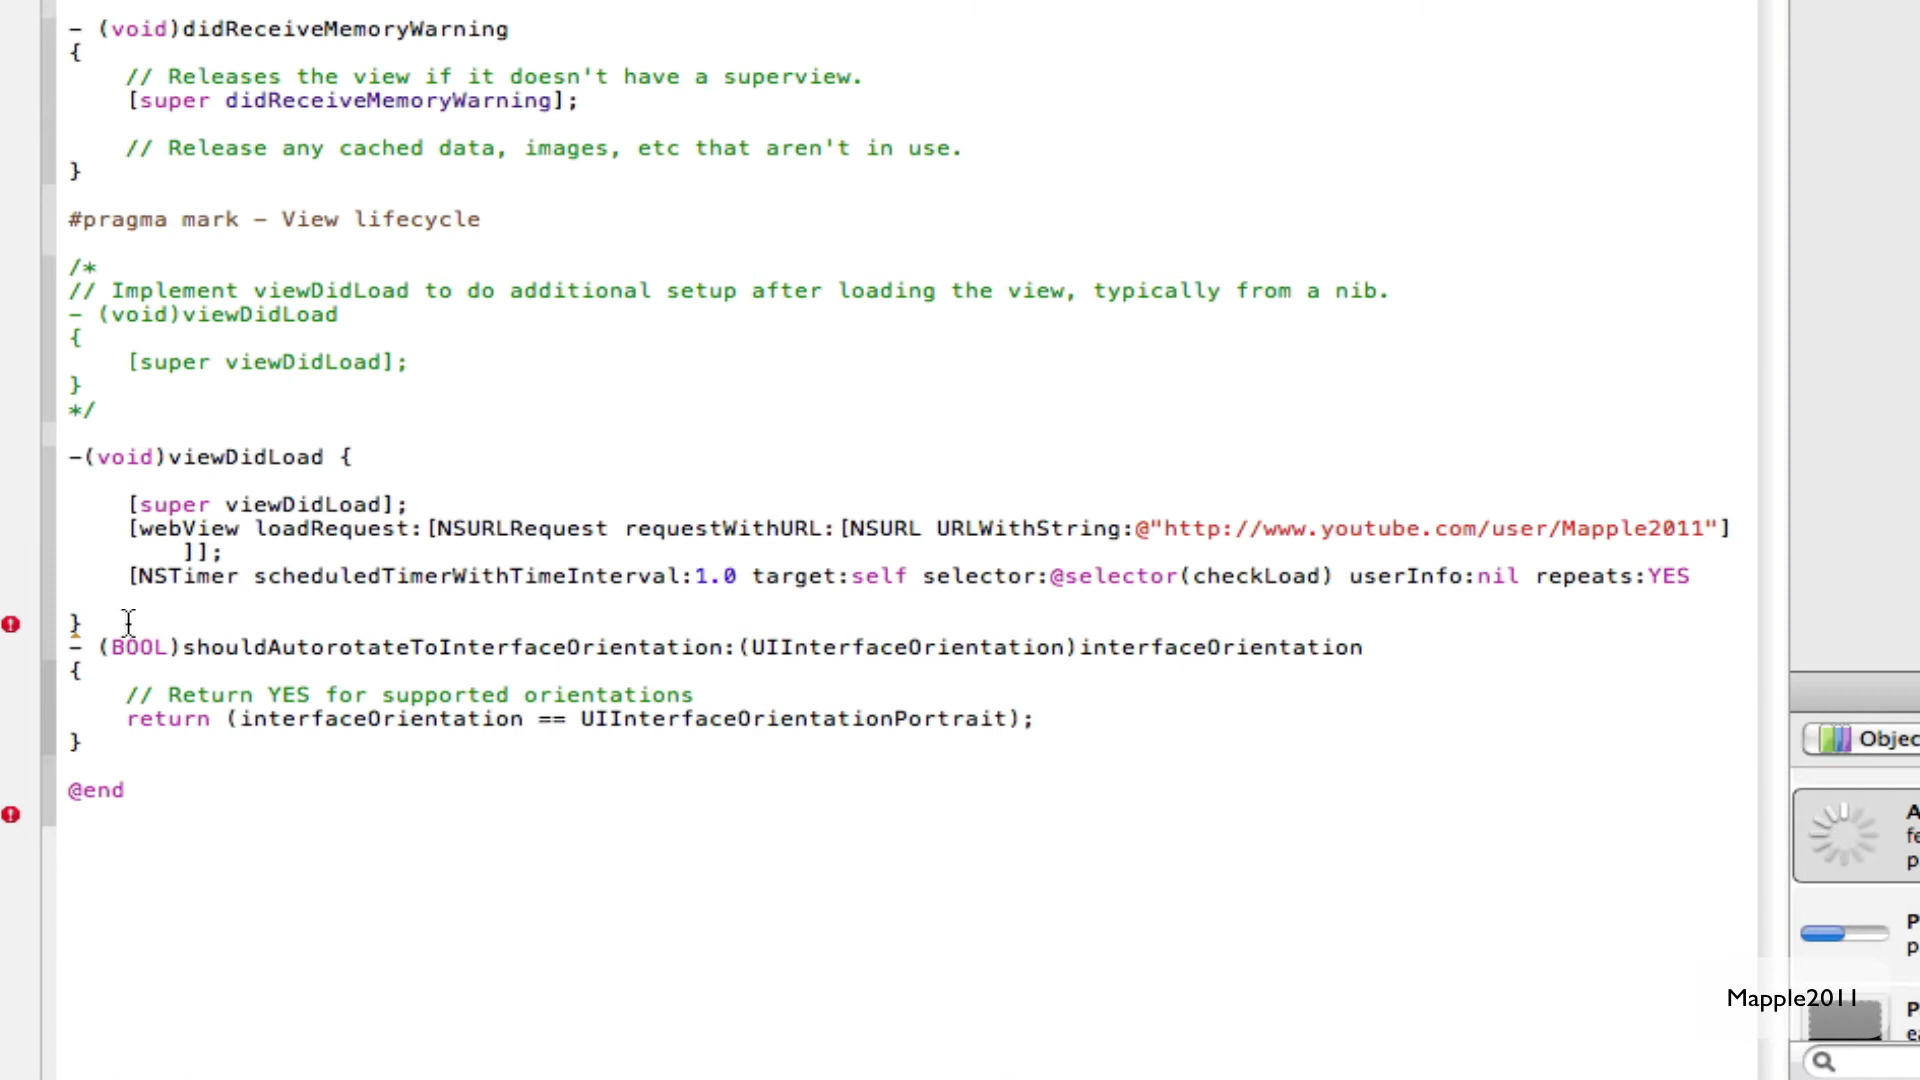 - (void)didReceiveMemoryWarning
{
    // Releases the view if it doesn't have a superview.
    [super didReceiveMemoryWarning];
    // Release any cached data, images, etc that aren't in use.
}
#pragma mark - View lifecycle
/*
// Implement viewDidLoad to do additional setup after loading the view, typically from a nib.
- (void)viewDidLoad
{
    [super viewDidLoad];
}
*/
-(void)viewDidLoad {
    [super viewDidLoad];
    [webView loadRequest:[NSURLRequest requestWithURL:[NSURL URLWithString:@"http://www.youtube.com/user/Mapple2011"]
        ]];
    [NSTimer scheduledTimerWithTimeInterval:1.0 target:self selector:@selector(checkLoad) userInfo:nil repeats:YES
}
- (BOOL)shouldAutorotateToInterfaceOrientation:(UIInterfaceOrientation)interfaceOrientation
{
    // Return YES for supported orientations
    return (interfaceOrientation == UIInterfaceOrientationPortrait);
}
@end
Objec
A
fe
p
P
p
Mapple2011
P
ea